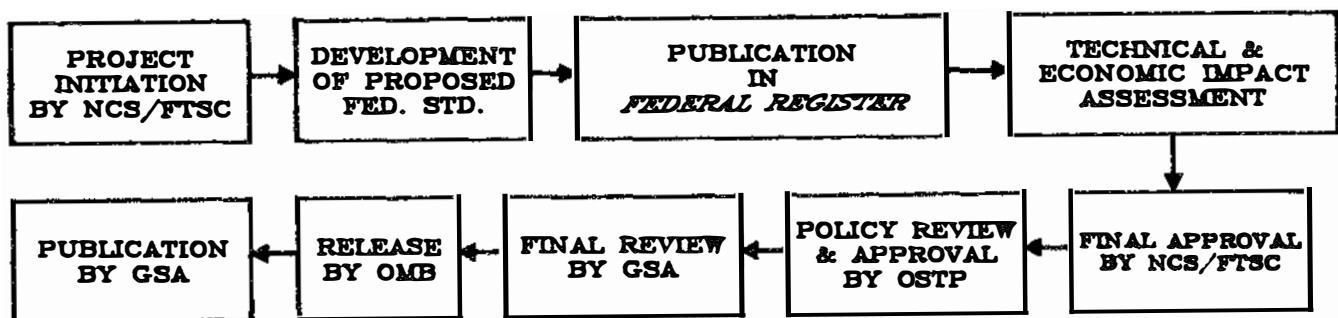 PROJECT
INITIATION
BY NCS/FTSC
DEVELOPMENT
OF PROPOSED
FED. STD.
PUBLICATION
IN
FEDERAL REGISTER
TECHNICAL &
ECONOMIC IMPACT
ASSESSMENT
FINAL APPROVAL
BY NCS/FTSC
POLICY REVIEW
& APPROVAL
BY OSTP
FINAL REVIEW
BY GSA
RELEASE
BY OMB
PUBLICATION
BY GSA